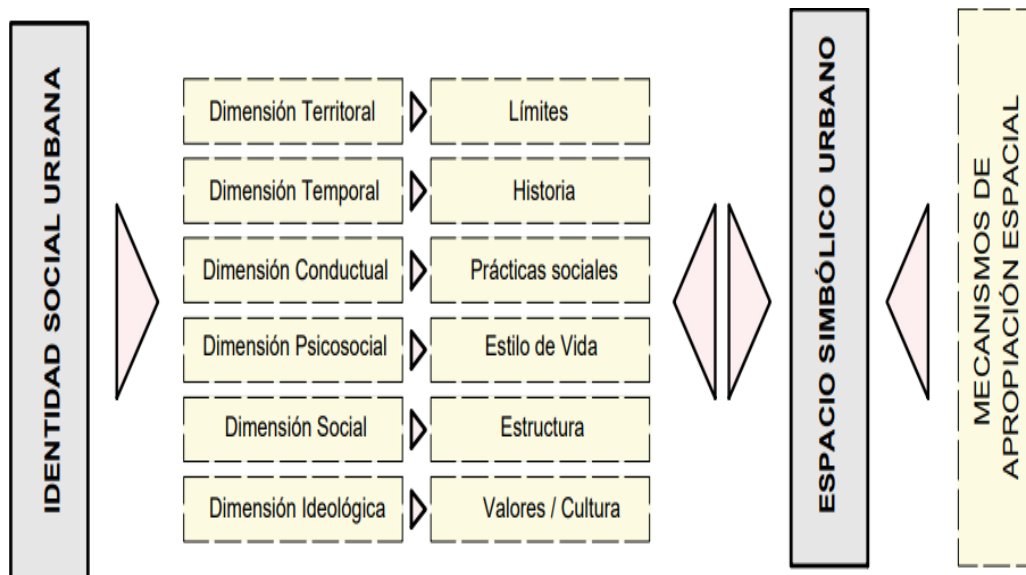 IDENTIDAD SOCIAL URBANA
Dimensión Territoral
Límites
Dimensión Temporal
Historia
Dimensión Conductual
Prácticas sociales
Dimensión Psicosocial
Estilo de Vida
Dimensión Social
Estructura
Dimensión Ideológica
Valores / Cultura
ESPACIO SIMBÓLICO URBANO
MECANISMOS DE
APROPIACIÓN ESPACIAL